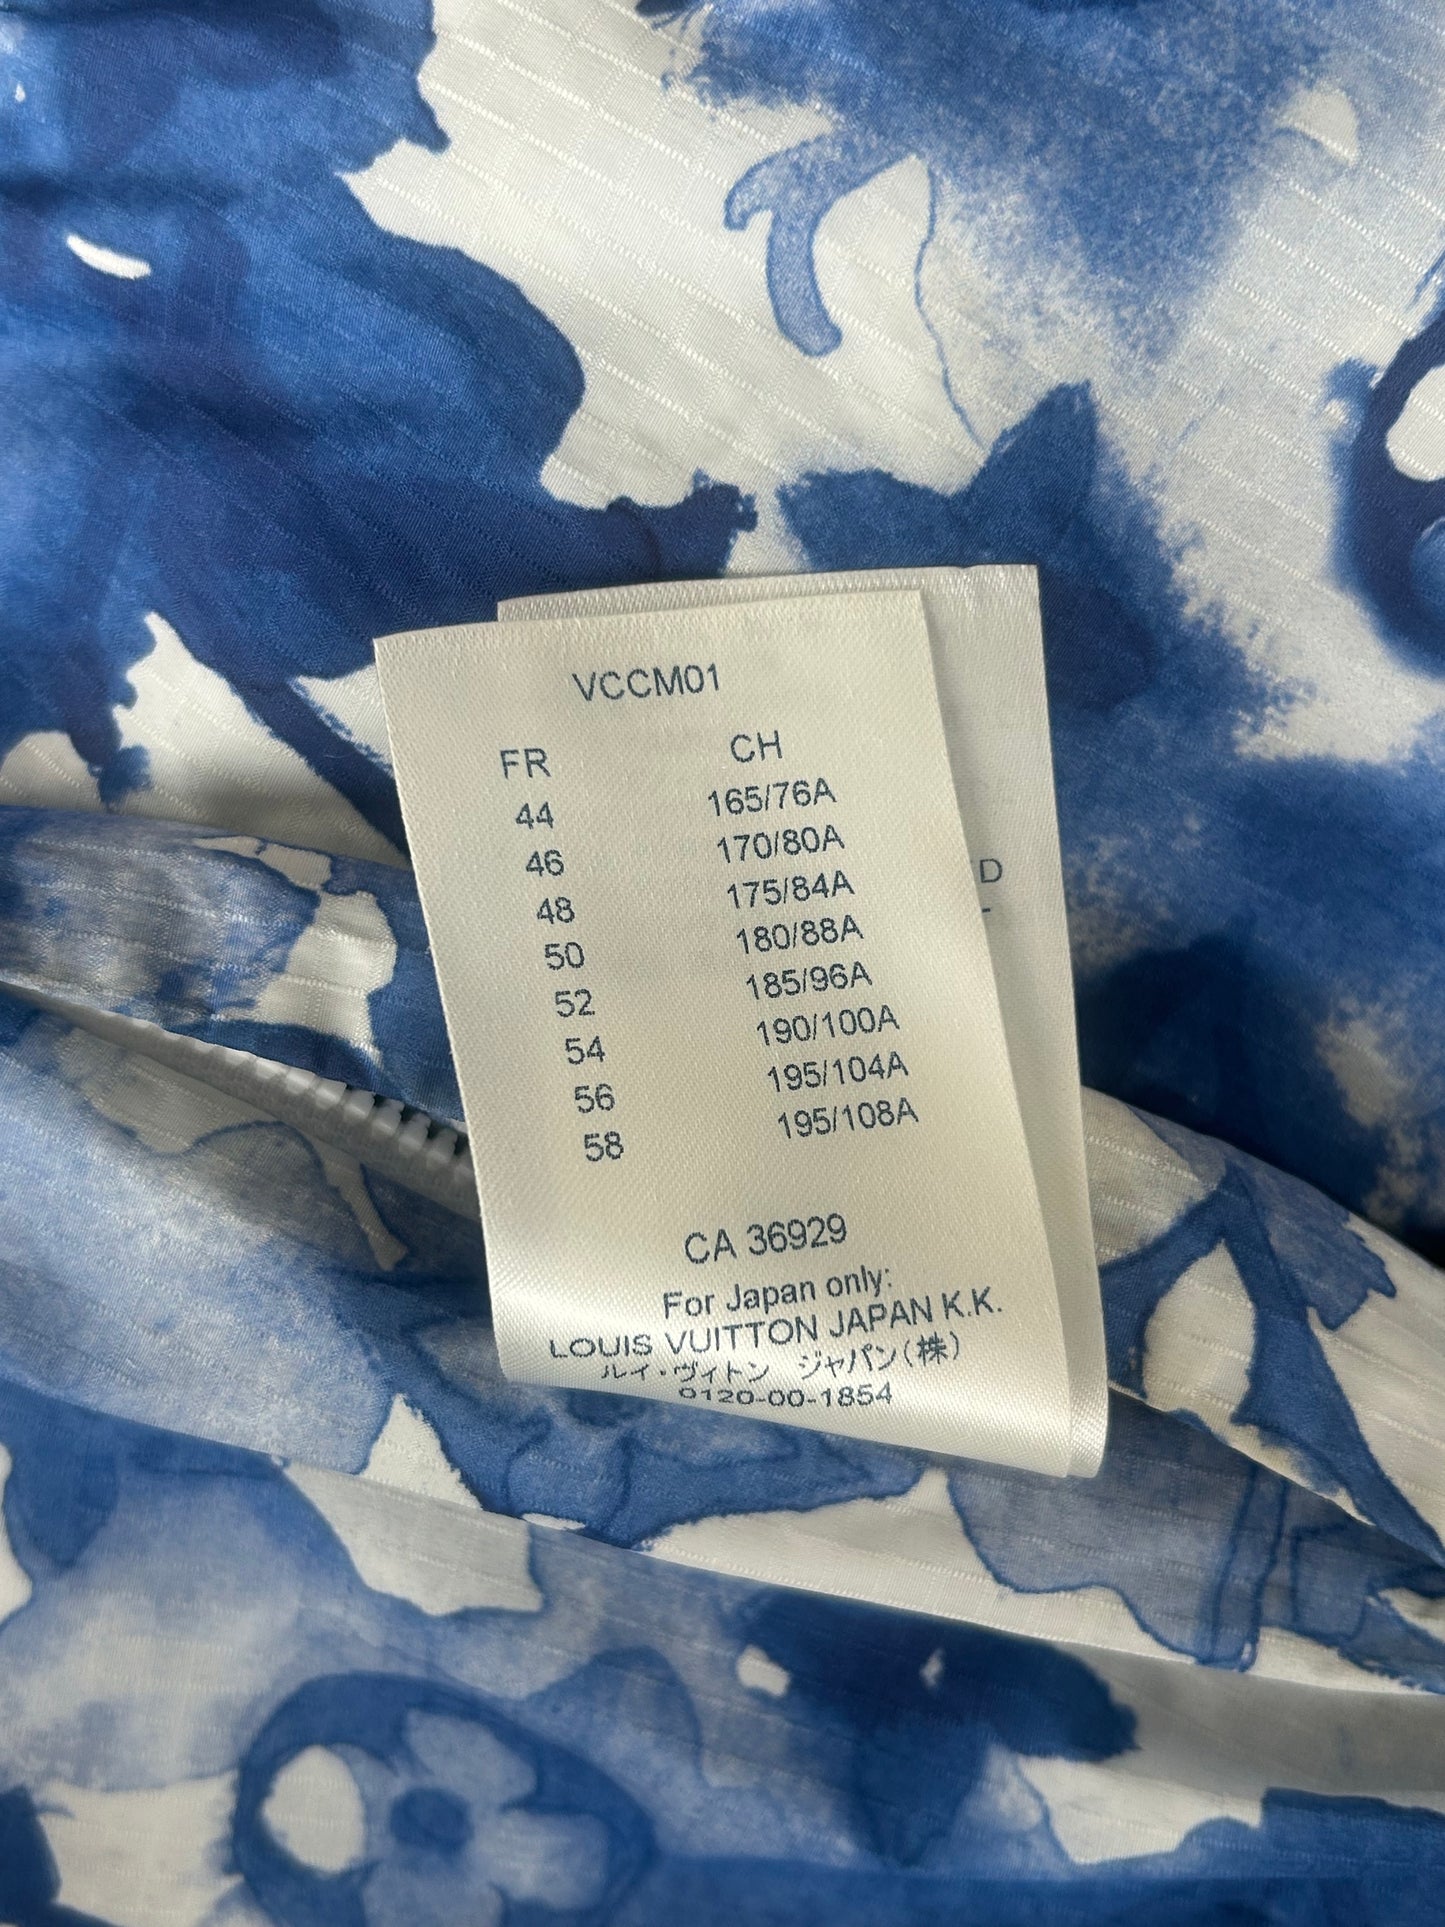 VCCM01
FR CH
44 165/76A
46 170/80A
48 175/84A
50 180/88A
52 185/96A
54 190/100A
56 195/104A
58 195/108A
CA 36929
For Japan only:
LOUIS VUITTON JAPAN K.K.
ルイ・ヴィトン ジャパン(株)
0120-00-1854
D